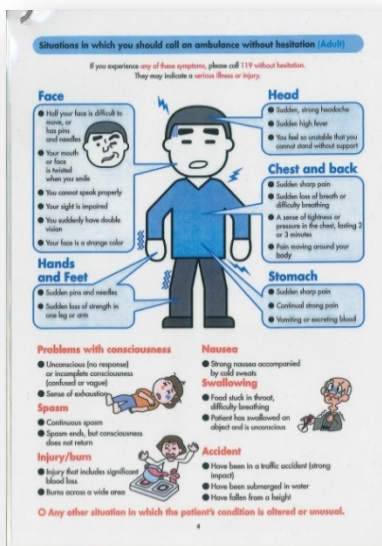 Situations in which you should call an ambulance without hesitation (Adult)
If you experience any of these symptoms, please call 119 without hesitation.
They may indicate a serious illness or injury.
Face
● Half your face is difficult to
move, or
has pins
and needles
● Your mouth
or face
is twisted
when you smile
● You cannot speak properly
● Your sight is impaired
● You suddenly have double
vision
● Your face is a strange color
Head
● Sudden, strong headache
● Sudden high fever
● You feel so unstable that you
cannot stand without support
Chest and back
● Sudden sharp pain
● Sudden loss of breath or
difficulty breathing
● A sense of tightness or
pressure in the chest, lasting 2
or 3 minutes
● Pain moving around your
body
Hands
and Feet
● Sudden pins and needles
● Sudden loss of strength in
one leg or arm
Stomach
● Sudden sharp pain
● Continual strong pain
● Vomiting or excreting blood
Problems with consciousness
● Unconscious (no response)
or incomplete consciousness
(confused or vague)
● Sense of exhaustion
Spasm
● Continuous spasm
● Spasm ends, but consciousness
does not return
Injury/burn
● Injury that includes significant
blood loss
● Burns across a wide area
Nausea
● Strong nausea accompanied
by cold sweats
Swallowing
● Food stuck in throat,
difficulty breathing
● Patient has swallowed an
object and is unconscious
Accident
● Have been in a traffic accident (strong
impact)
● Have been submerged in water
● Have fallen from a height
O Any other situation in which the patient's condition is altered or unusual.
4